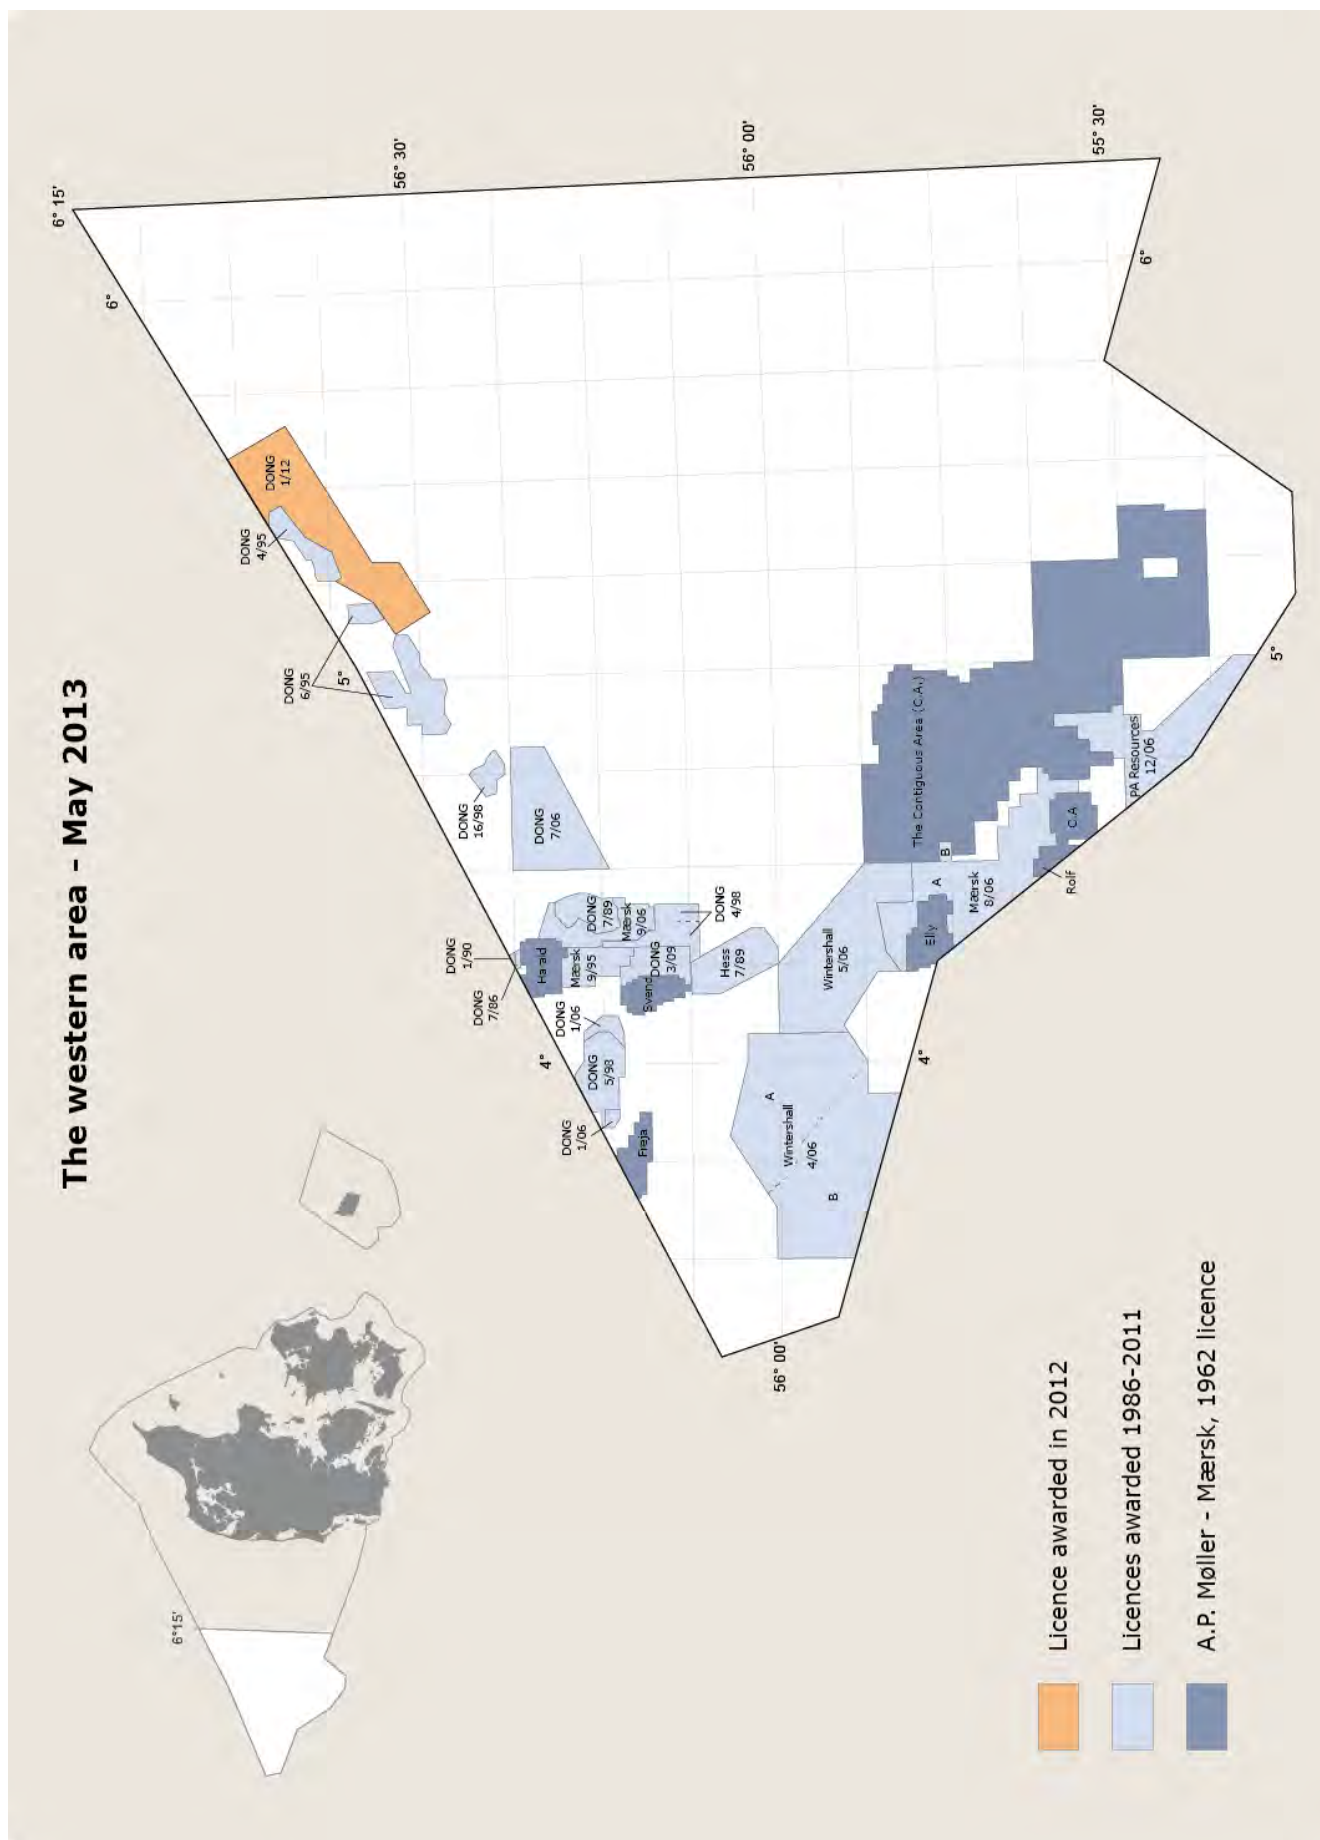 The western area - May 2013
6°15'
6° 15'
6°
56° 30'
56° 00'
55° 30'
6°
DONG
1/12
DONG
4/95
DONG
6/95
5°
DONG
16/98
DONG
7/06
DONG
1/90
DONG
7/86
Harald
DONG
7/89
Mærsk
9/06
DONG
4/98
Mærsk
9/95
DONG
3/09
Svend
Hess
7/89
4°
DONG
1/06
DONG
5/98
DONG
1/06
Freja
Wintershall
5/06
Wintershall
4/06
A
B
The Contiguous Area (C.A.)
B
A
Mærsk
8/06
Elly
Rolf
C.A
PA Resources
12/06
5°
4°
56° 00'
Licence awarded in 2012
Licences awarded 1986-2011
A.P. Møller - Mærsk, 1962 licence